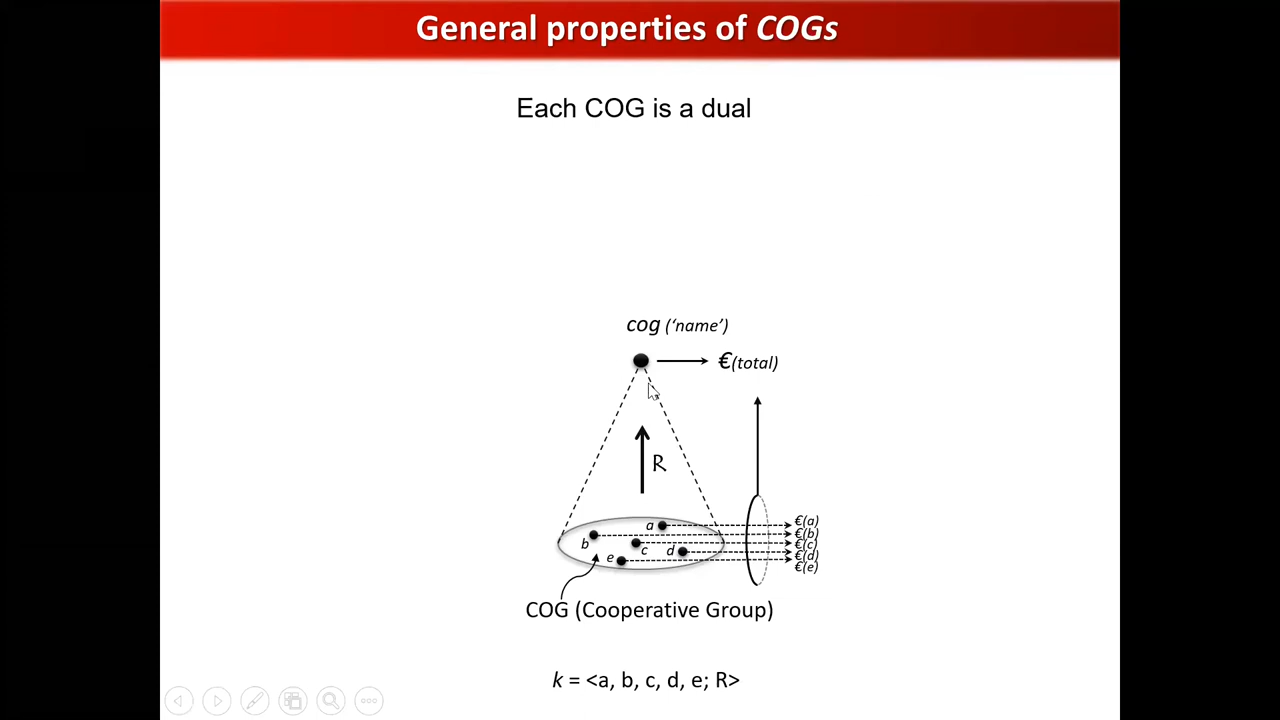 General properties of COGs
Each COG is a dual
cog (‘name’)
€(total)
R
a
b
c
d
e
€(a)
€(b)
€(c)
€(d)
€(e)
COG (Cooperative Group)
k = <a, b, c, d, e; R>